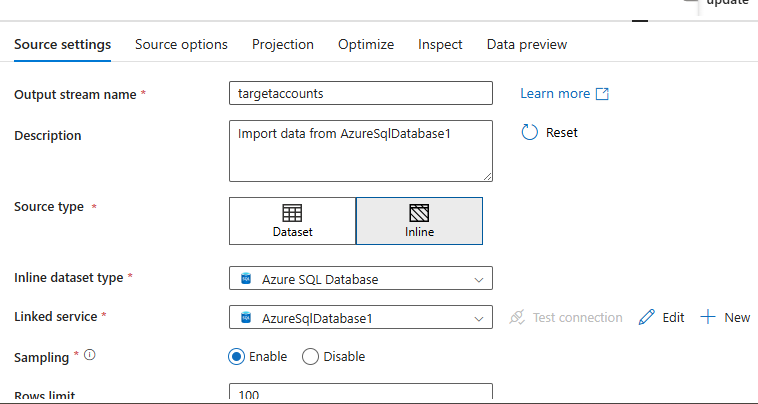 update
Source settings Source options Projection Optimize Inspect Data preview
Output stream name * targetaccounts Learn more
Description Import data from AzureSqlDatabase1 Reset
Source type *
Dataset Inline
Inline dataset type * SQL Azure SQL Database
Linked service * SQL AzureSqlDatabase1 Test connection Edit New
Sampling * Enable Disable
Rows limit 100